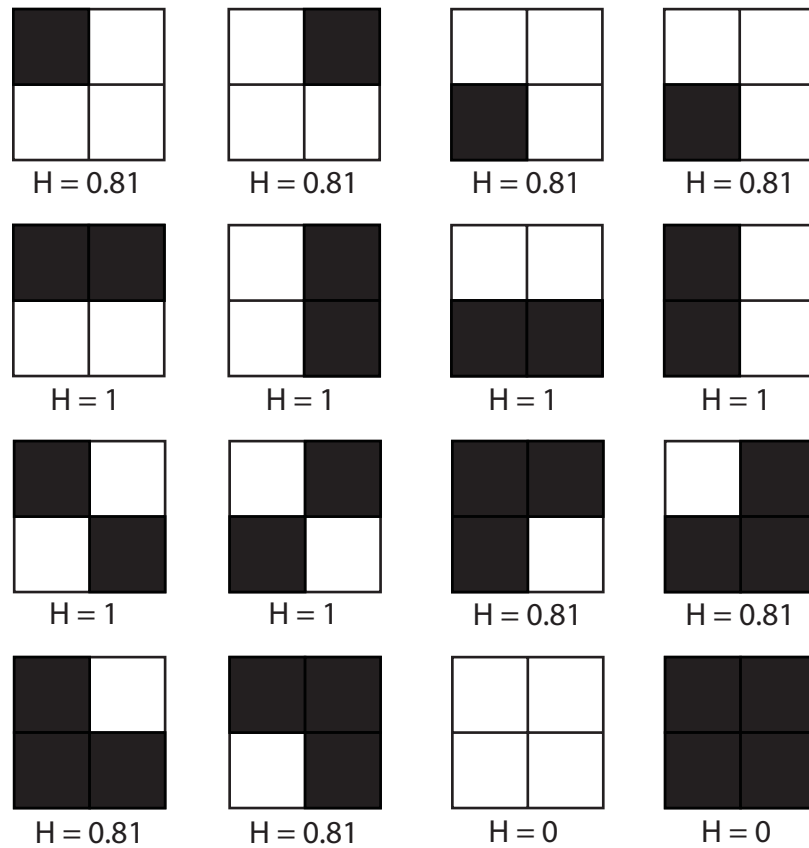 H = 0.81 H = 0.81 H = 0.81 H = 0.81
H = 1 H = 1 H = 1 H = 1
H = 1 H = 1 H = 0.81 H = 0.81
H = 0.81 H = 0.81 H = 0 H = 0